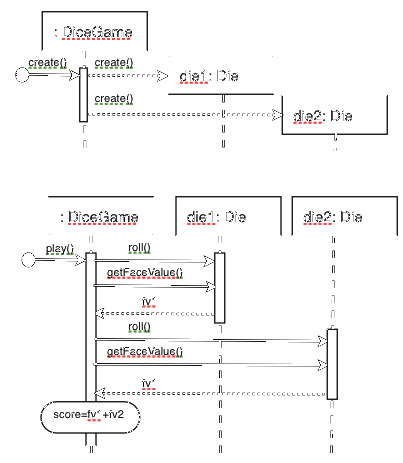 : DiceGame
create()
create()
die1: Die
create()
die2: Die
: DiceGame
die1: Die
die2: Die
play()
roll()
getFaceValue()
fv1
roll()
getFaceValue()
score=fv1+fv2